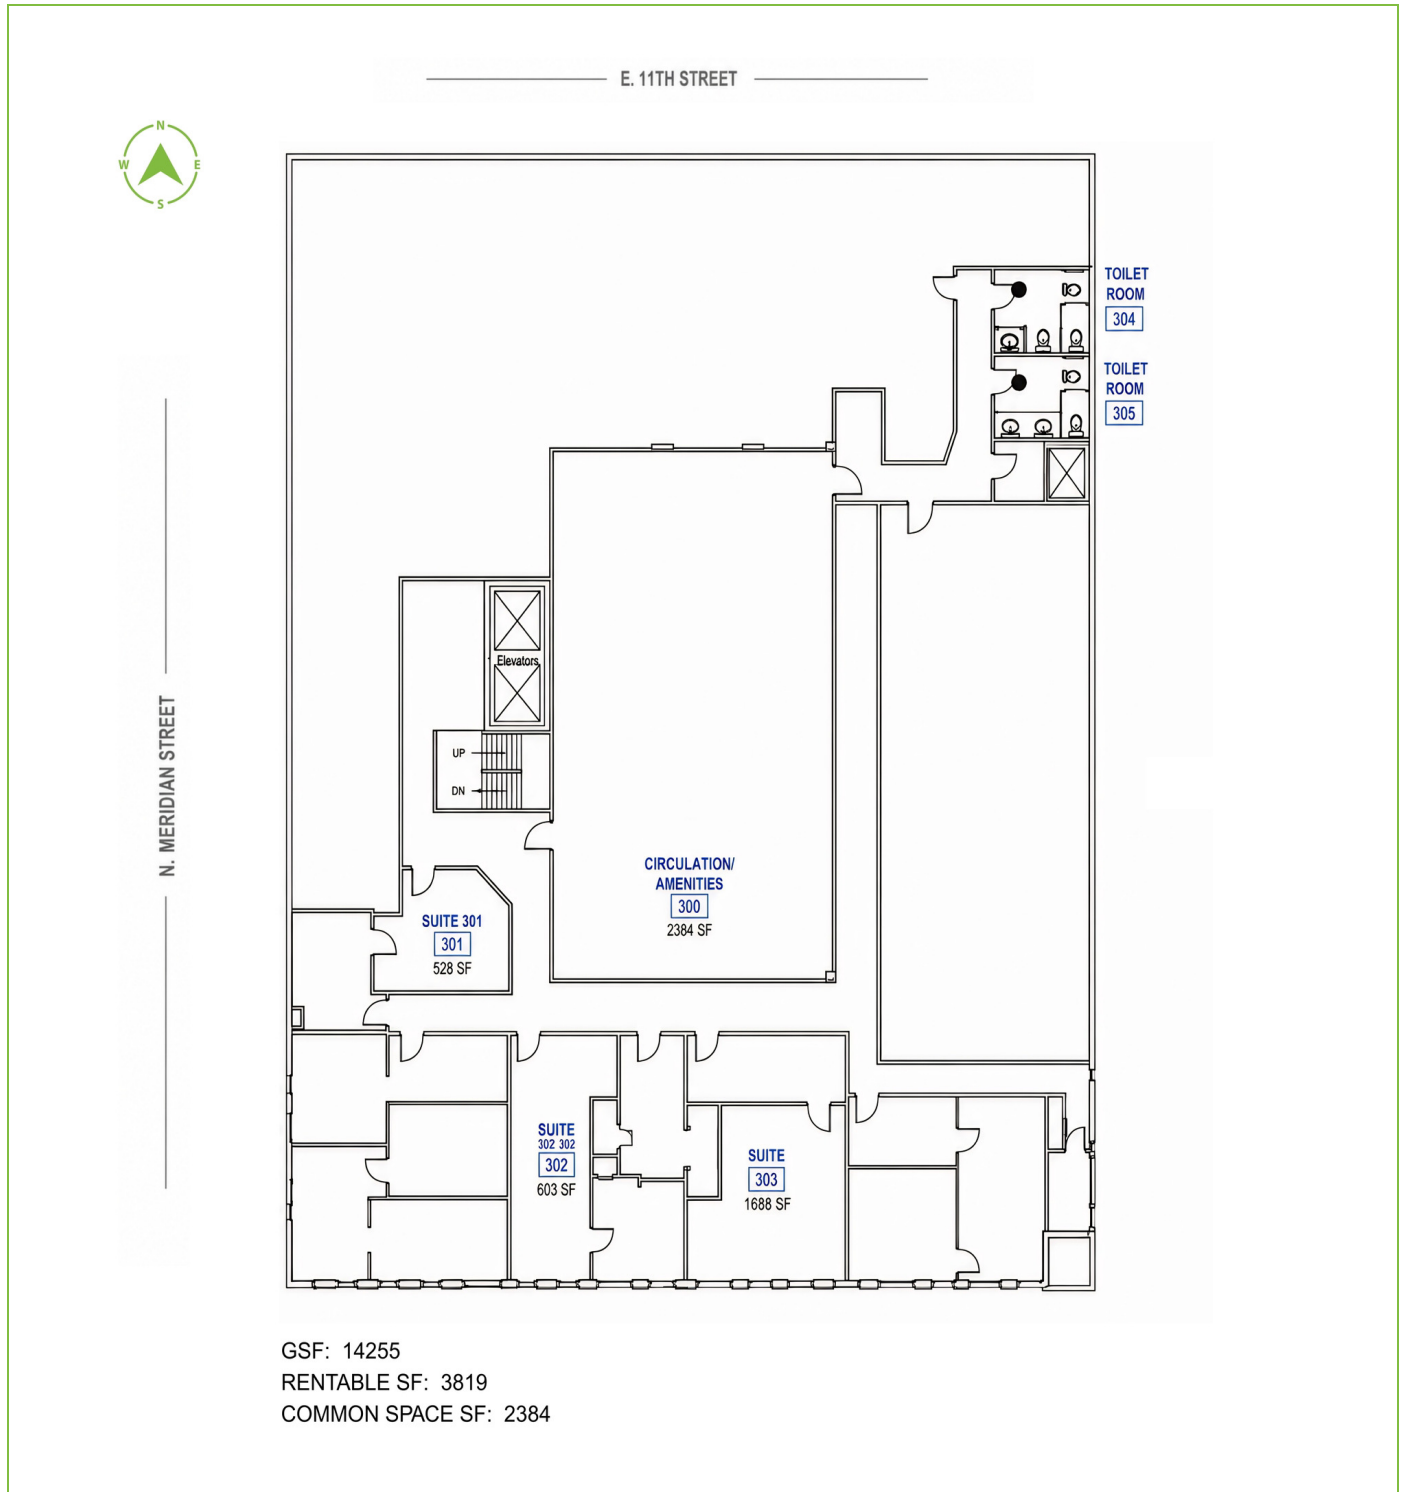 E. 11TH STREET
N
W E
S
TOILET
ROOM
304
TOILET
ROOM
305
N. MERIDIAN STREET
Elevators
UP
DN
CIRCULATION/
AMENITIES
300
2384 SF
SUITE 301
301
528 SF
SUITE
302 302
302
603 SF
SUITE
303
1688 SF
GSF: 14255
RENTABLE SF: 3819
COMMON SPACE SF: 2384